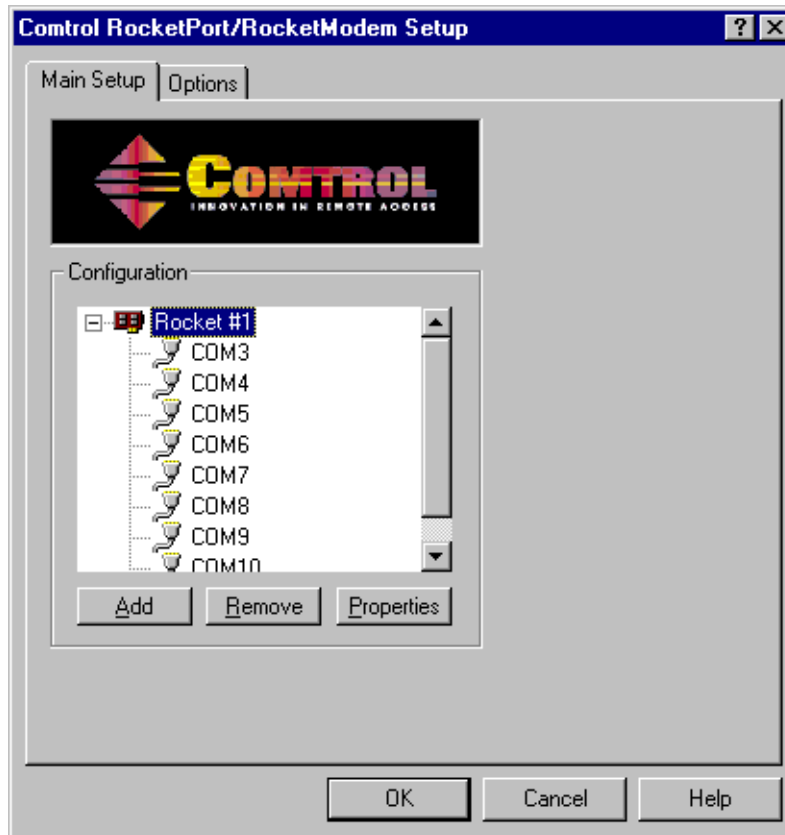 Comtrol RocketPort/RocketModem Setup
Main Setup Options
COMTROL
INNOVATION IN REMOTE ACCESS
Configuration
Rocket #1
COM3
COM4
COM5
COM6
COM7
COM8
COM9
COM10
Add Remove Properties
OK Cancel Help